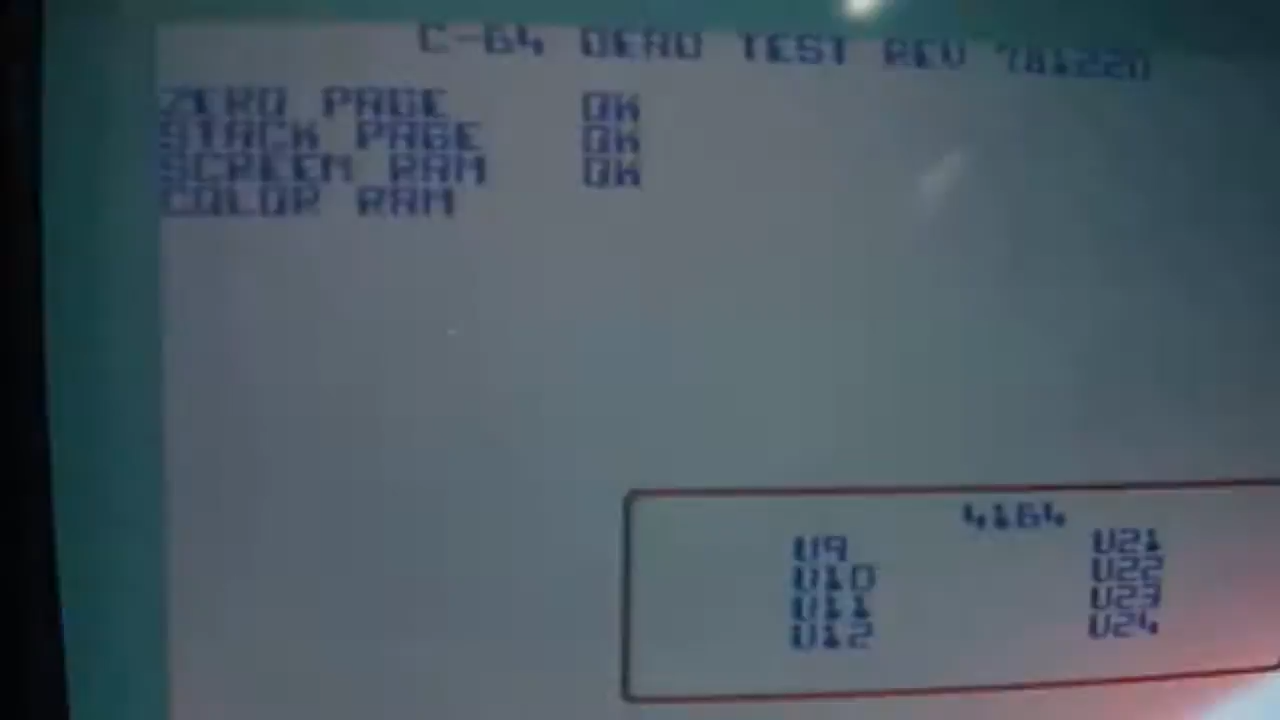 C-64 DEAD TEST REV 781220
ZERO PAGE OK
STACK PAGE OK
SCREEN RAM OK
COLOR RAM
4164
U9 U21
U10 U22
U11 U23
U12 U24